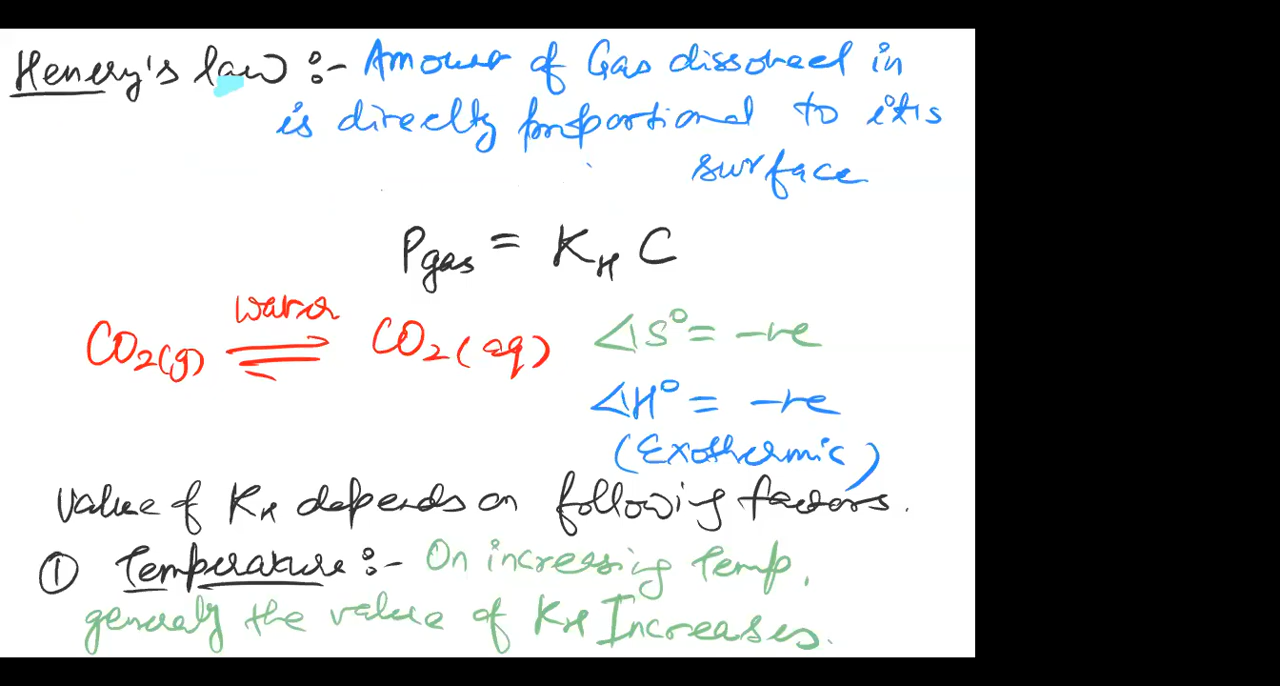 Henery's law :- Amount of Gas dissolved in
is directly proportional to it's
surface
Pgas = KH C
CO2(g) ⇌ water CO2(aq) ΔS° = -ve
ΔH° = -ve
(Exothermic)
Value of KH depends on following factors.
① Temperature :- On increasing Temp,
generally the value of KH Increases.